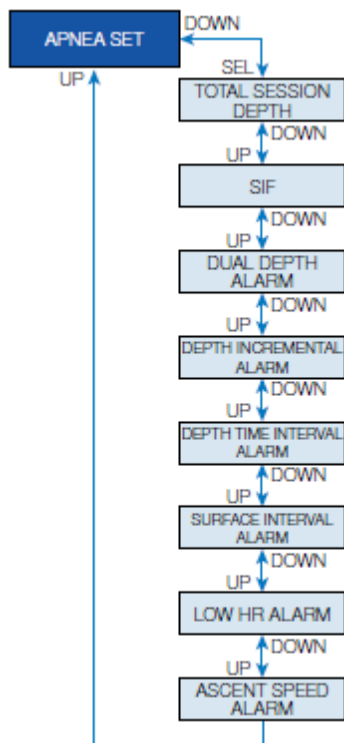 APNEA SET
DOWN
UP
SEL
TOTAL SESSION
DEPTH
DOWN
UP
SIF
DOWN
UP
DUAL DEPTH
ALARM
DOWN
UP
DEPTH INCREMENTAL
ALARM
DOWN
UP
DEPTH TIME INTERVAL
ALARM
DOWN
UP
SURFACE INTERVAL
ALARM
DOWN
UP
LOW HR ALARM
DOWN
UP
ASCENT SPEED
ALARM